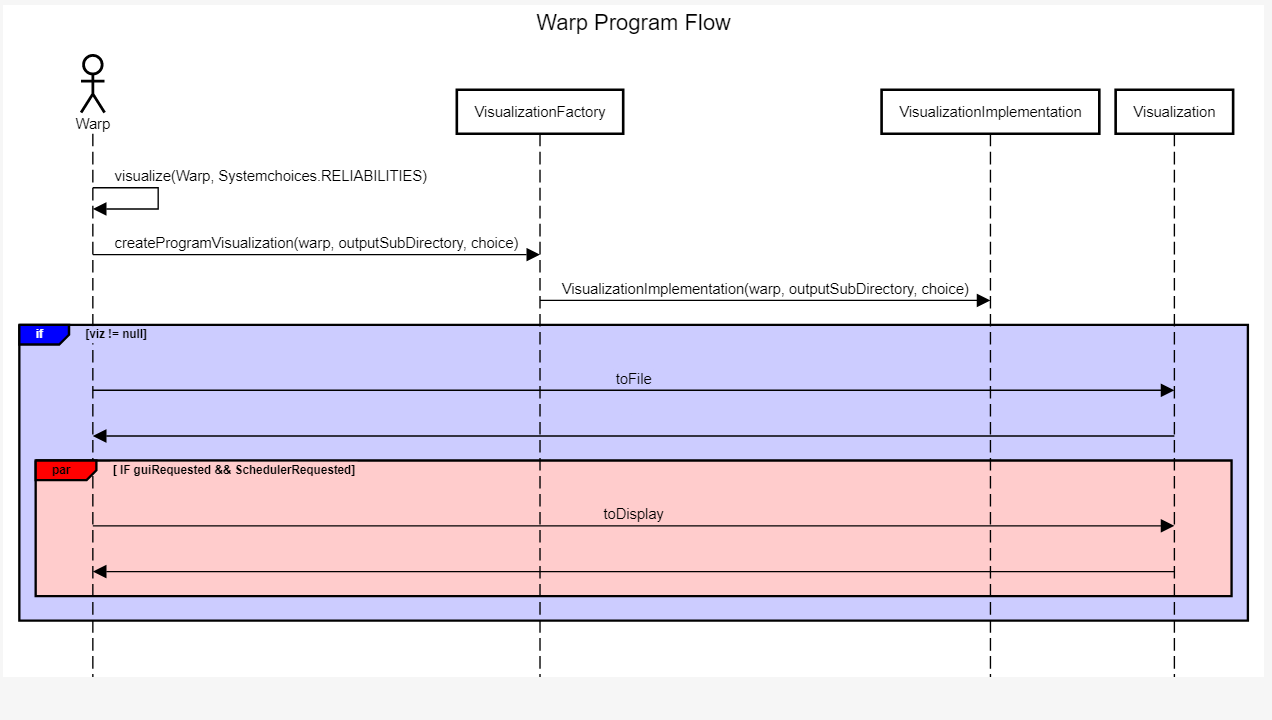 Warp Program Flow
Warp
VisualizationFactory
VisualizationImplementation
Visualization
visualize(Warp, Systemchoices.RELIABILITIES)
createProgramVisualization(warp, outputSubDirectory, choice)
VisualizationImplementation(warp, outputSubDirectory, choice)
if [viz != null]
toFile
par [ IF guiRequested && SchedulerRequested]
toDisplay